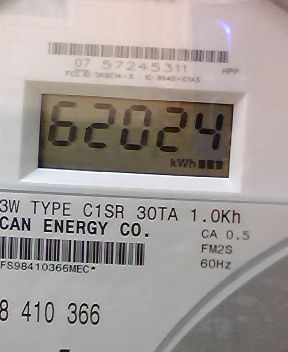 07 57245311
HPP
62024
kWh
3W TYPE C1SR 30TA 1.0Kh
CAN ENERGY CO.
CA 0.5
FM2S
60Hz
FS98410366MEC*
8 410 366